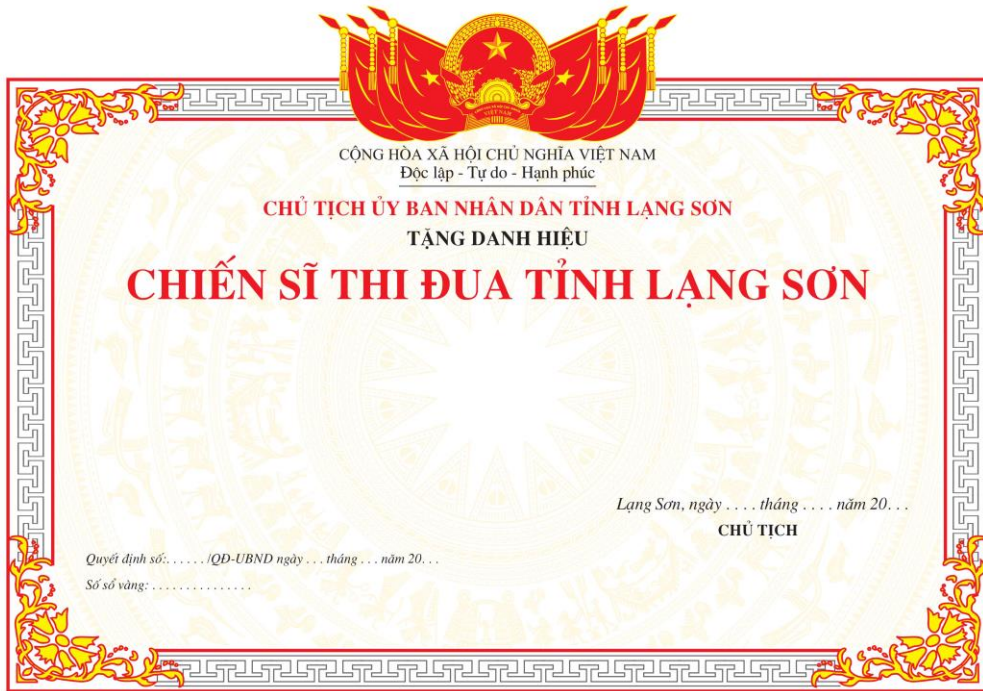 VIỆT NAM
CỘNG HÒA XÃ HỘI CHỦ NGHĨA VIỆT NAM
Độc lập - Tự do - Hạnh phúc
CHỦ TỊCH ỦY BAN NHÂN DÂN TỈNH LẠNG SƠN
TẶNG DANH HIỆU
CHIẾN SĨ THI ĐUA TỈNH LẠNG SƠN
Lạng Sơn, ngày . . . . tháng . . . . năm 20. . .
CHỦ TỊCH
Quyết định số:. . . . . . /QĐ-UBND ngày . . . tháng . . . năm 20. . .
Số sổ vàng: . . . . . . . . . . . . . . .